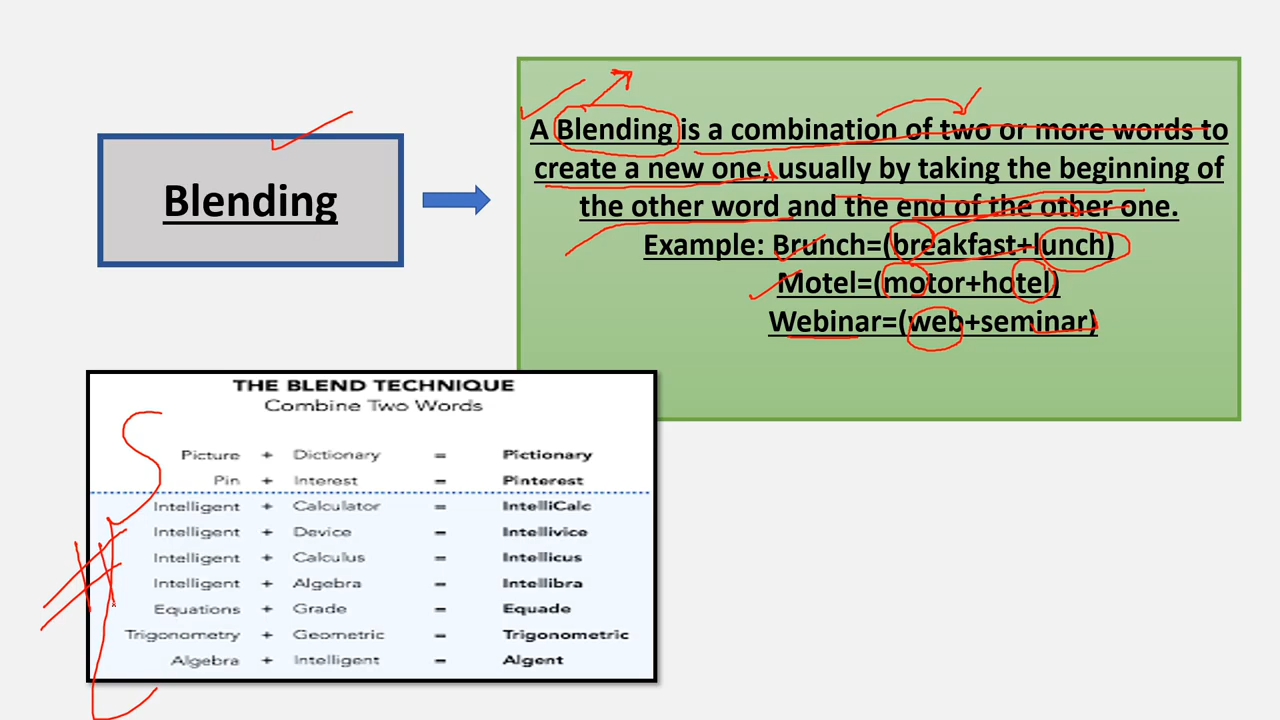 Blending
A Blending is a combination of two or more words to
create a new one, usually by taking the beginning of
the other word and the end of the other one.
Example: Brunch=(breakfast+lunch)
Motel=(motor+hotel)
Webinar=(web+seminar)
THE BLEND TECHNIQUE
Combine Two Words
Picture + Dictionary = Pictionary
Pin + Interest = Pinterest
Intelligent + Calculator = IntelliCalc
Intelligent + Device = Intellivice
Intelligent + Calculus = Intellicus
Intelligent + Algebra = Intellibra
Equations + Grade = Equade
Trigonometry + Geometric = Trigonometric
Algebra + Intelligent = Algent